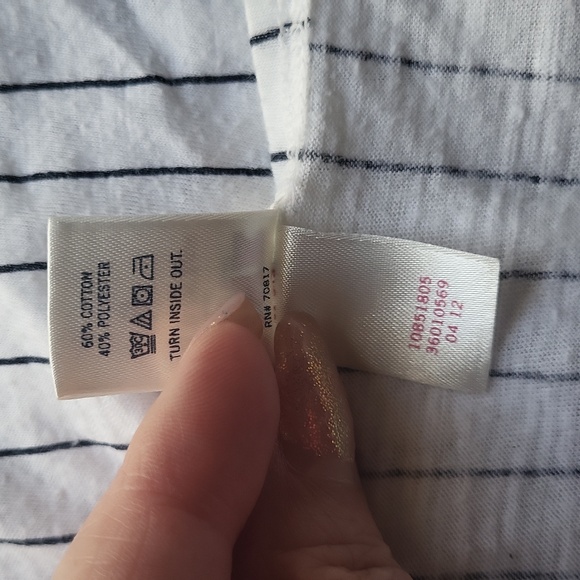 60% COTTON
40% POLYESTER
TURN INSIDE OUT.
RN# 70817
10851805
36010569
04 12